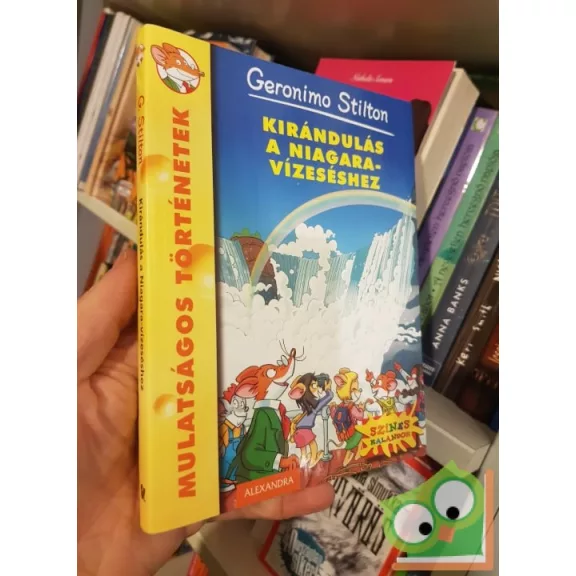 MULATSÁGOS TÖRTÉNETEK
G. Stilton
Kirándulás a Niagara-vízeséshez
Geronimo Stilton
KIRÁNDULÁS
A NIAGARA-
VÍZESÉSHEZ
SZÍNES
KALANDOK!
ALEXANDRA
ANNA BANKS